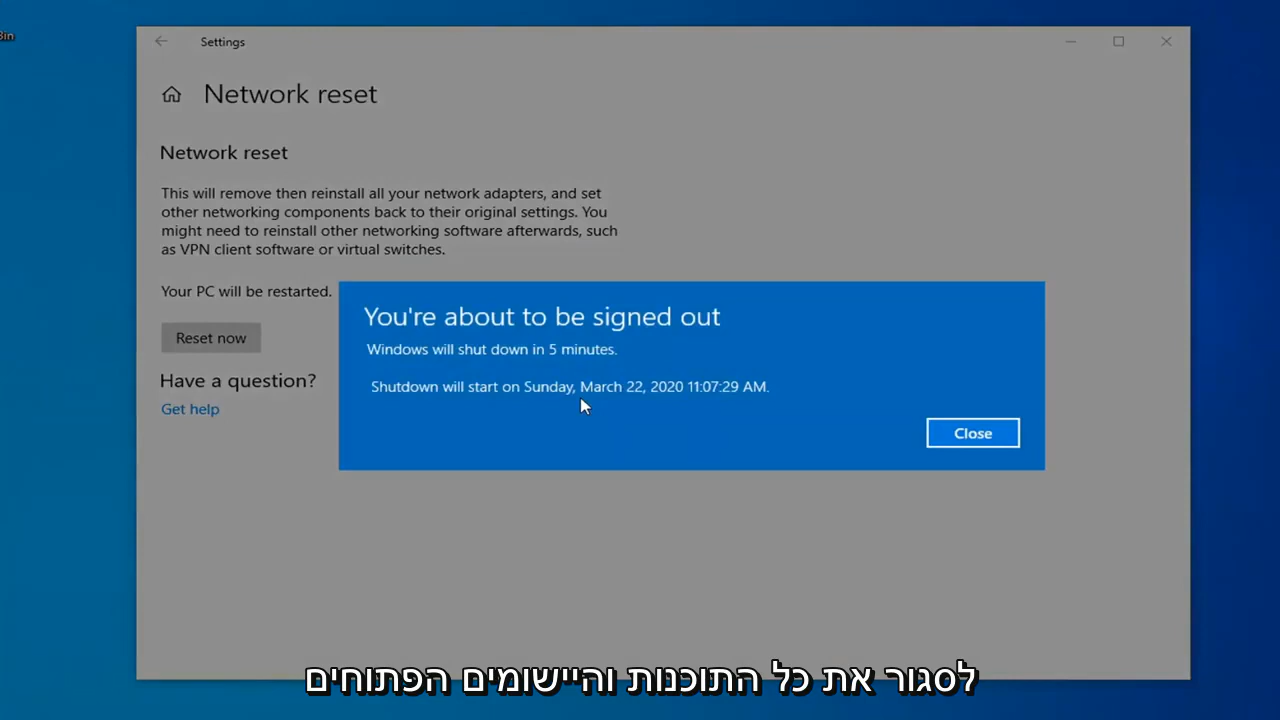 Bin
Settings
Network reset
Network reset
This will remove then reinstall all your network adapters, and set
other networking components back to their original settings. You
might need to reinstall other networking software afterwards, such
as VPN client software or virtual switches.
Your PC will be restarted.
Reset now
Have a question?
Get help
You're about to be signed out
Windows will shut down in 5 minutes.
Shutdown will start on Sunday, March 22, 2020 11:07:29 AM.
Close
לסגור את כל התוכנות והיישומים הפתוחים